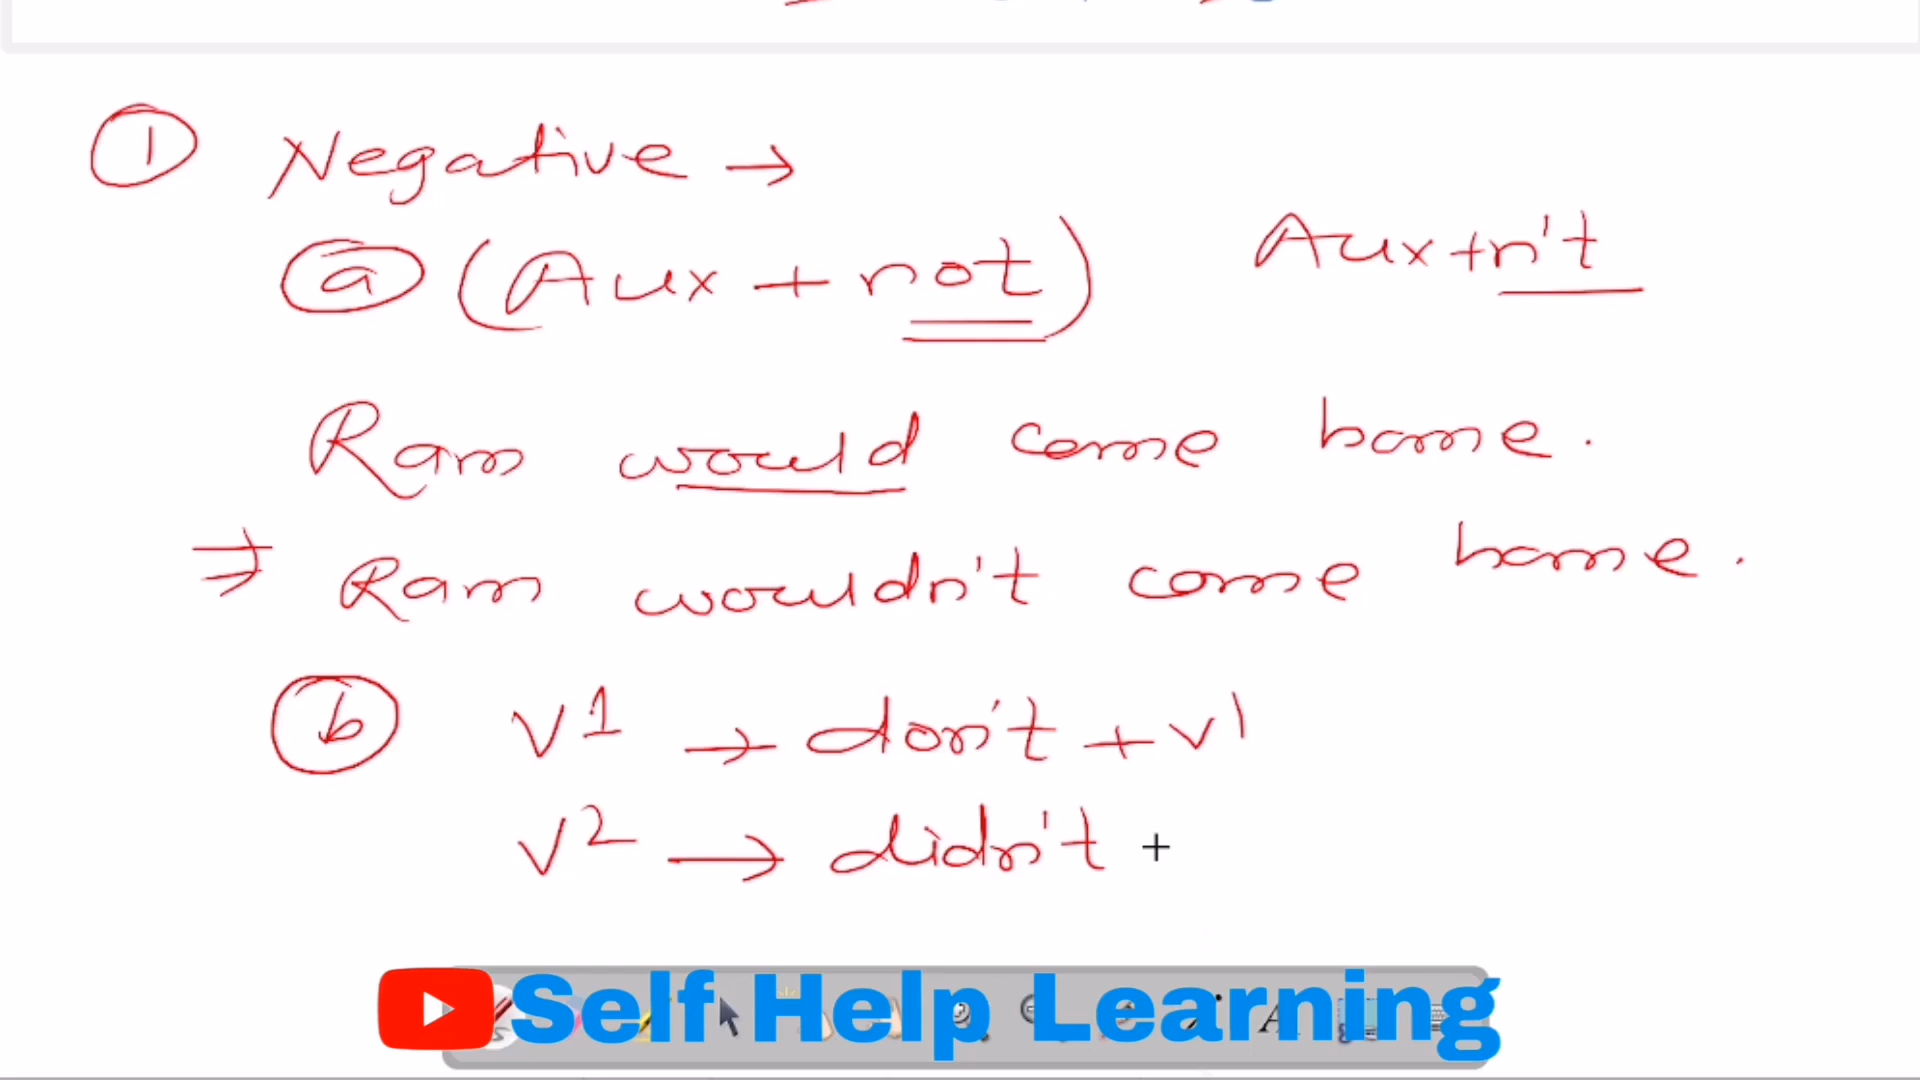 ① Negative →
ⓐ (Aux + not) Aux+n't
Ram would come home.
⇒ Ram wouldn't come home.
ⓑ v1 → don't + v1
v2 → didn't +
Self Help Learning